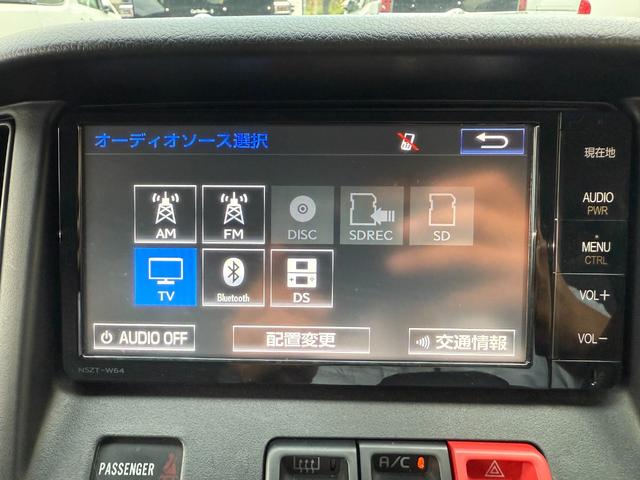 オーディオソース選択
AM
FM
DISC
SDREC
SD
TV
Bluetooth
DS
AUDIO OFF
配置変更
交通情報
NSZT-W64
現在地
AUDIO
PWR
MENU
CTRL
VOL+
VOL-
PASSENGER
A/C